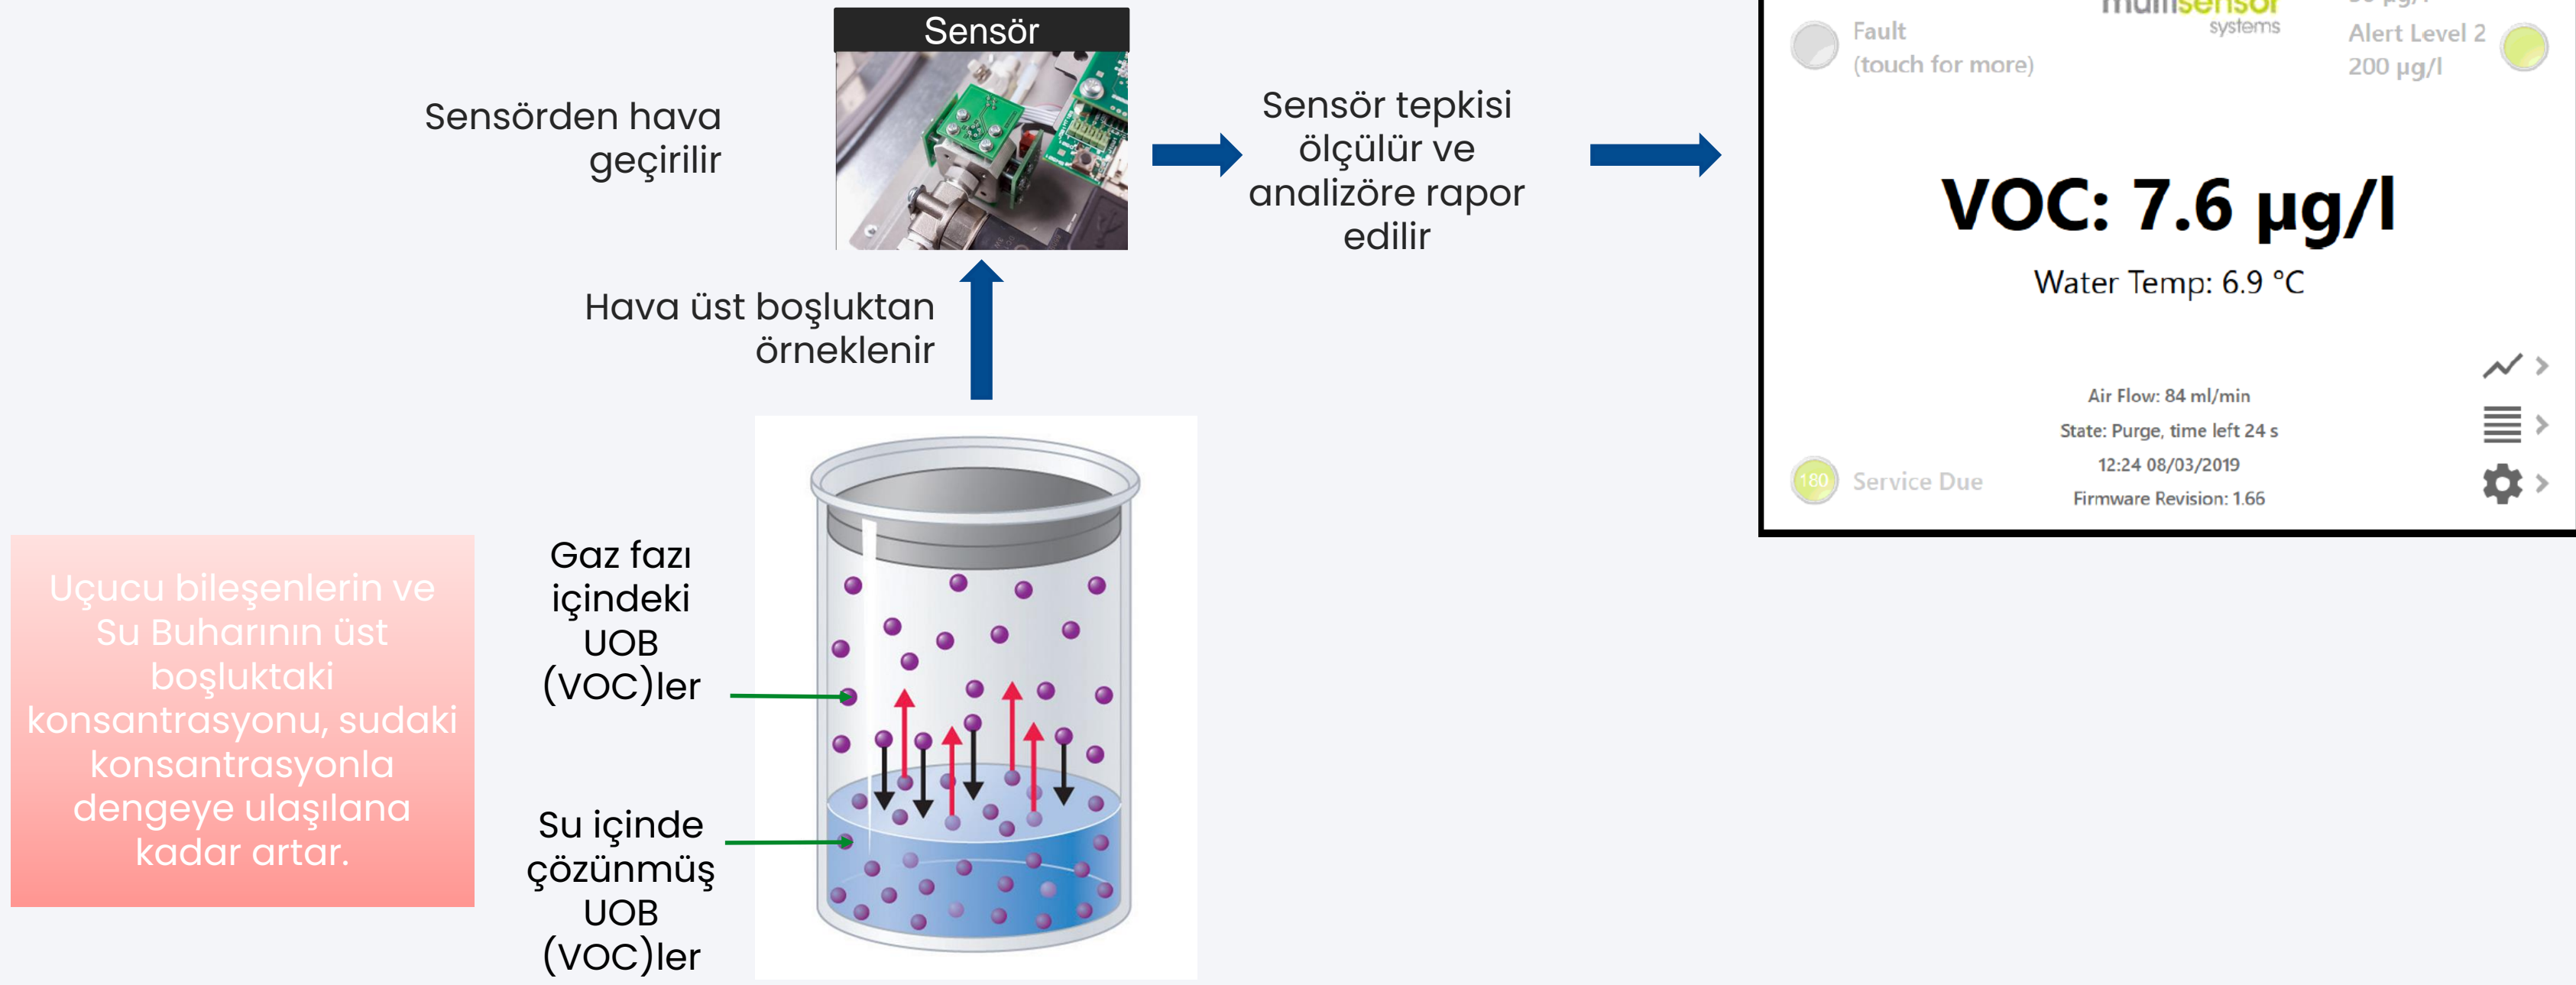 Sensör
Sensörden hava
geçirilir
Sensör tepkisi
ölçülür ve
analizöre rapor
edilir
Hava üst boşluktan
örneklenir
Gaz fazı
içindeki
UOB
(VOC)ler
Su içinde
çözünmüş
UOB
(VOC)ler
Uçucu bileşenlerin ve
Su Buharının üst
boşluktaki
konsantrasyonu, sudaki
konsantrasyonla
dengeye ulaşılana
kadar artar.
multisensor
systems
Fault
(touch for more)
Alert Level 2
200 µg/l
VOC: 7.6 µg/l
Water Temp: 6.9 °C
Air Flow: 84 ml/min
State: Purge, time left 24 s
12:24 08/03/2019
Firmware Revision: 1.66
180 Service Due